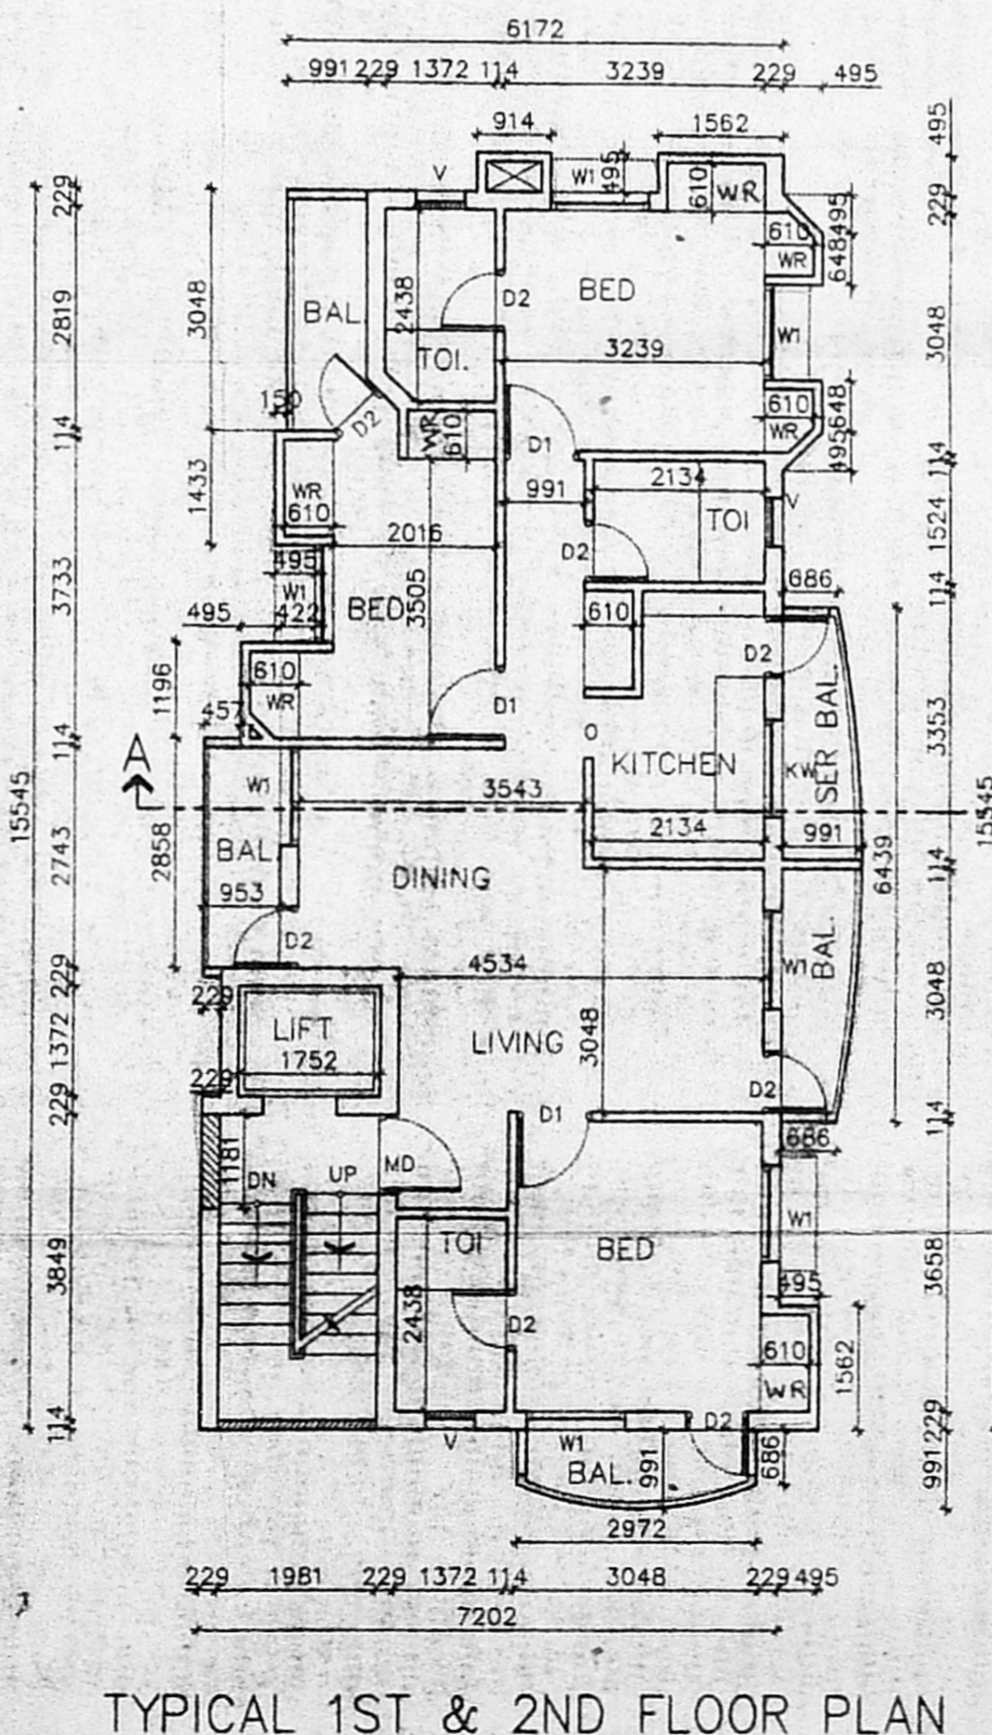 6172
991 229 1372 114 3239 229 495
914 1562
495
V W1 495 610 WR
229 229
495
610
648
WR
3048 2438 D2 BED
2819 BAL 3048
W1
TOI. 3239
150 610 648
D2 WR 610 D1 WR 495
114 114
991 2134
1433 WR V
610 TOI 1524
2016 D2
495 686 114
3733 W1 3505 610
495 422 BED
610 D2
1196 WR D1 SER BAL. 3353
457
114 O
A KITCHEN KW
W1 3543
15545 15545
2134 991
2858 BAL. 6439
2743 DINING 114
953
D2 W1 BAL.
229 4534
229 3048
1372 LIFT LIVING 3048
1752
229 D2
229 D1 114
1181 686
DN UP MD
W1
TOI BED
3849 3658
495
2438 D2
610 1562
WR
114 D2 229
V W1 686
BAL. 991 991
2972
229 1981 229 1372 114 3048 229 495
7202
TYPICAL 1ST & 2ND FLOOR PLAN